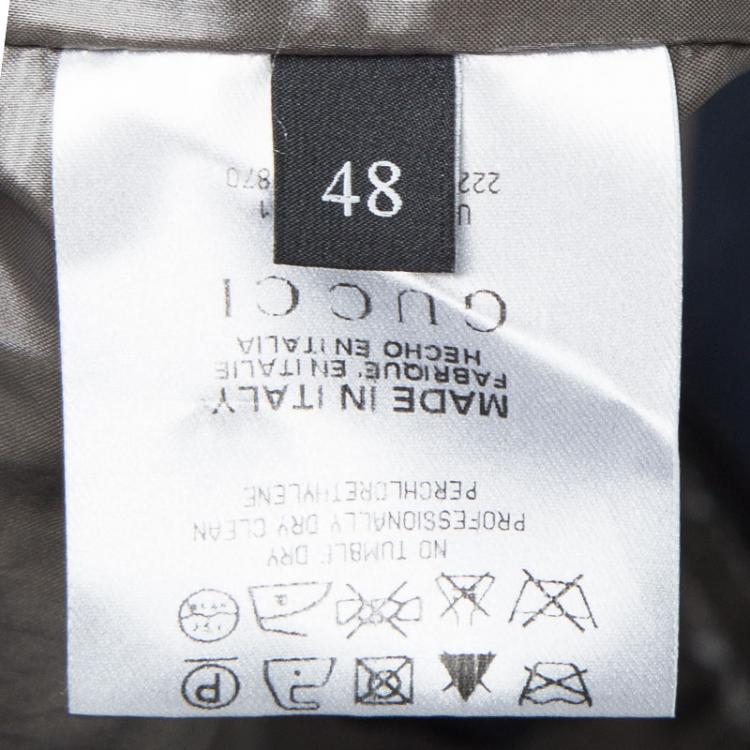 48
NO TUMBLE DRY
PROFESSIONALLY DRY CLEAN
PERCHLORETHYLENE
MADE IN ITALY
FABRIQUE' EN ITALIE
HECHO EN ITALIA
GUCCI